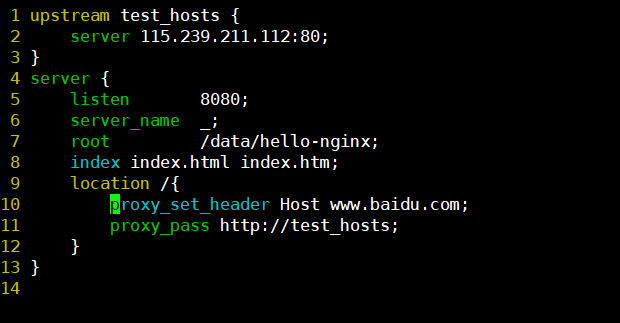 1 upstream test_hosts {
2     server 115.239.211.112:80;
3 }
4 server {
5     listen       8080;
6     server_name  _;
7     root         /data/hello-nginx;
8     index index.html index.htm;
9     location /{
10         proxy_set_header Host www.baidu.com;
11         proxy_pass http://test_hosts;
12     }
13 }
14